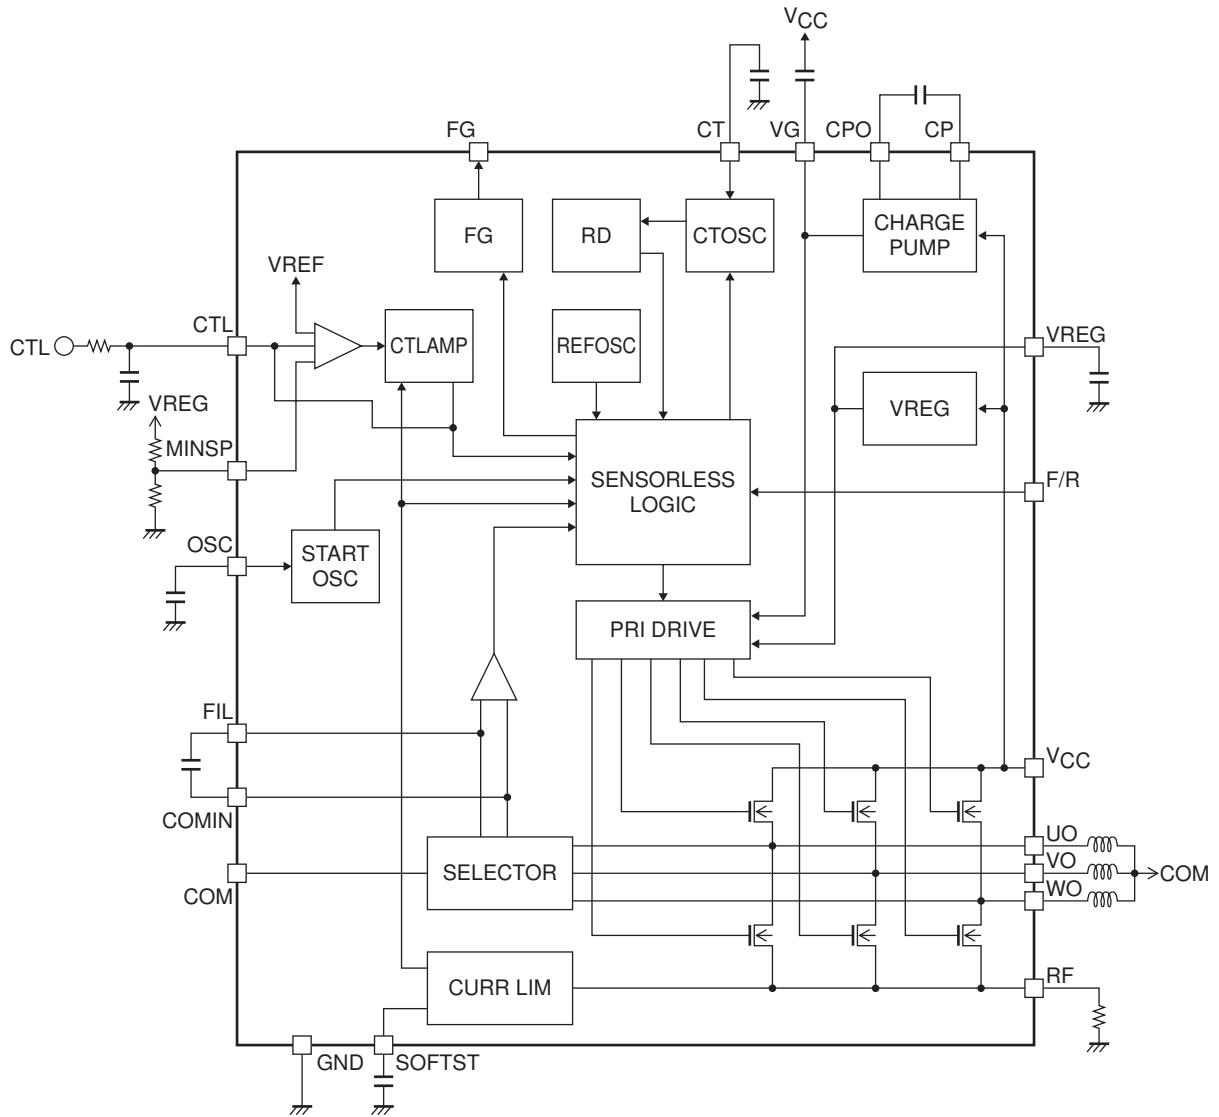 VCC
FG
CT
VG
CPO
CP
FG
RD
CTOSC
CHARGE
PUMP
VREF
CTL
CTL
CTLAMP
REFOSC
VREG
VREG
VREG
MINSP
SENSORLESS
LOGIC
F/R
OSC
START
OSC
PRI DRIVE
FIL
VCC
COMIN
UO
COM
SELECTOR
VO
COM
WO
CURR LIM
RF
GND
SOFTST